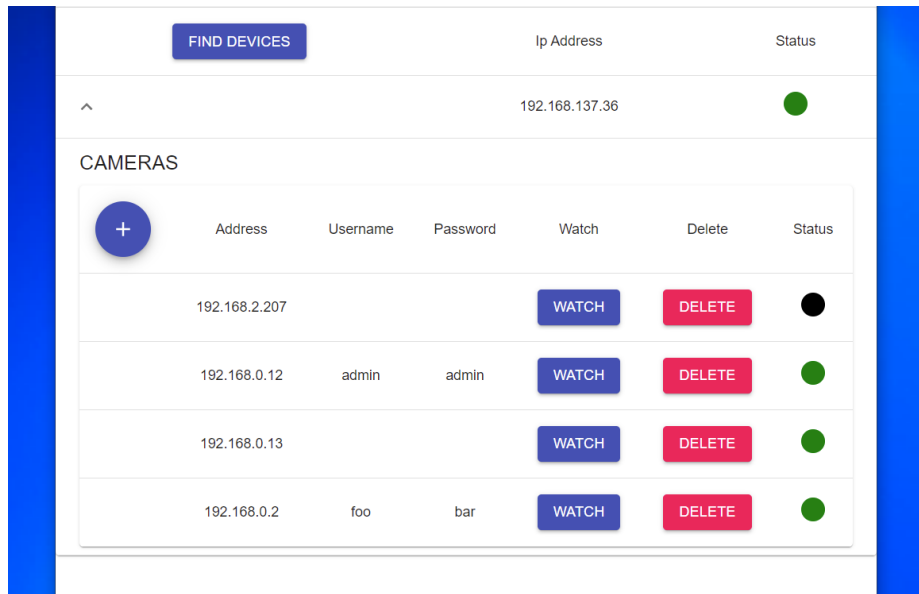 FIND DEVICES Ip Address Status
192.168.137.36
CAMERAS
+ Address Username Password Watch Delete Status
192.168.2.207 WATCH DELETE
192.168.0.12 admin admin WATCH DELETE
192.168.0.13 WATCH DELETE
192.168.0.2 foo bar WATCH DELETE